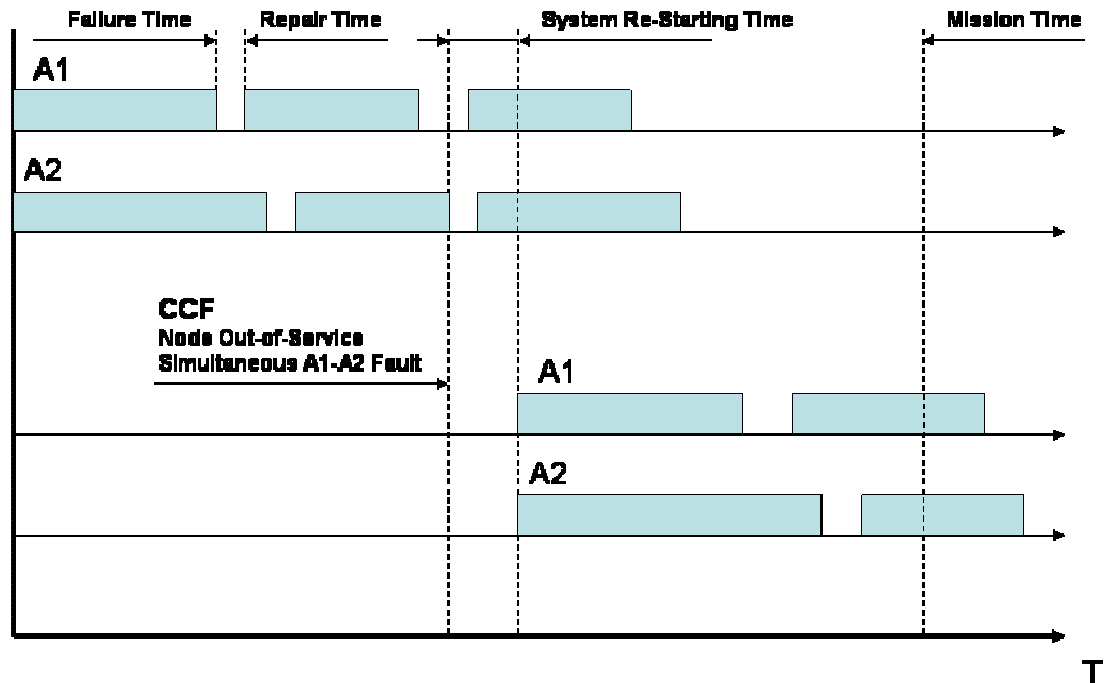 Failure Time
Repair Time
System Re-Starting Time
Mission Time
A1
A2
CCF
Node Out-of-Service
Simultaneous A1-A2 Fault
A1
A2
T